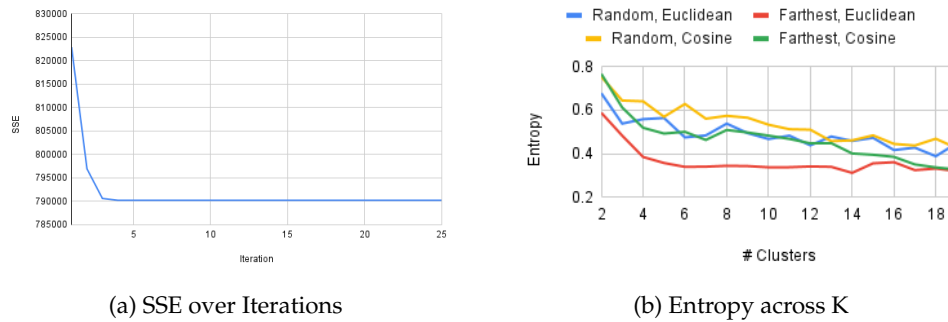 830000
825000
820000
815000
810000
805000
800000
795000
790000
785000
SSE
5
10
15
20
25
Iteration
(a) SSE over Iterations
Random, Euclidean
Farthest, Euclidean
Random, Cosine
Farthest, Cosine
0.8
0.6
0.4
0.2
Entropy
2
4
6
8
10
12
14
16
18
# Clusters
(b) Entropy across K